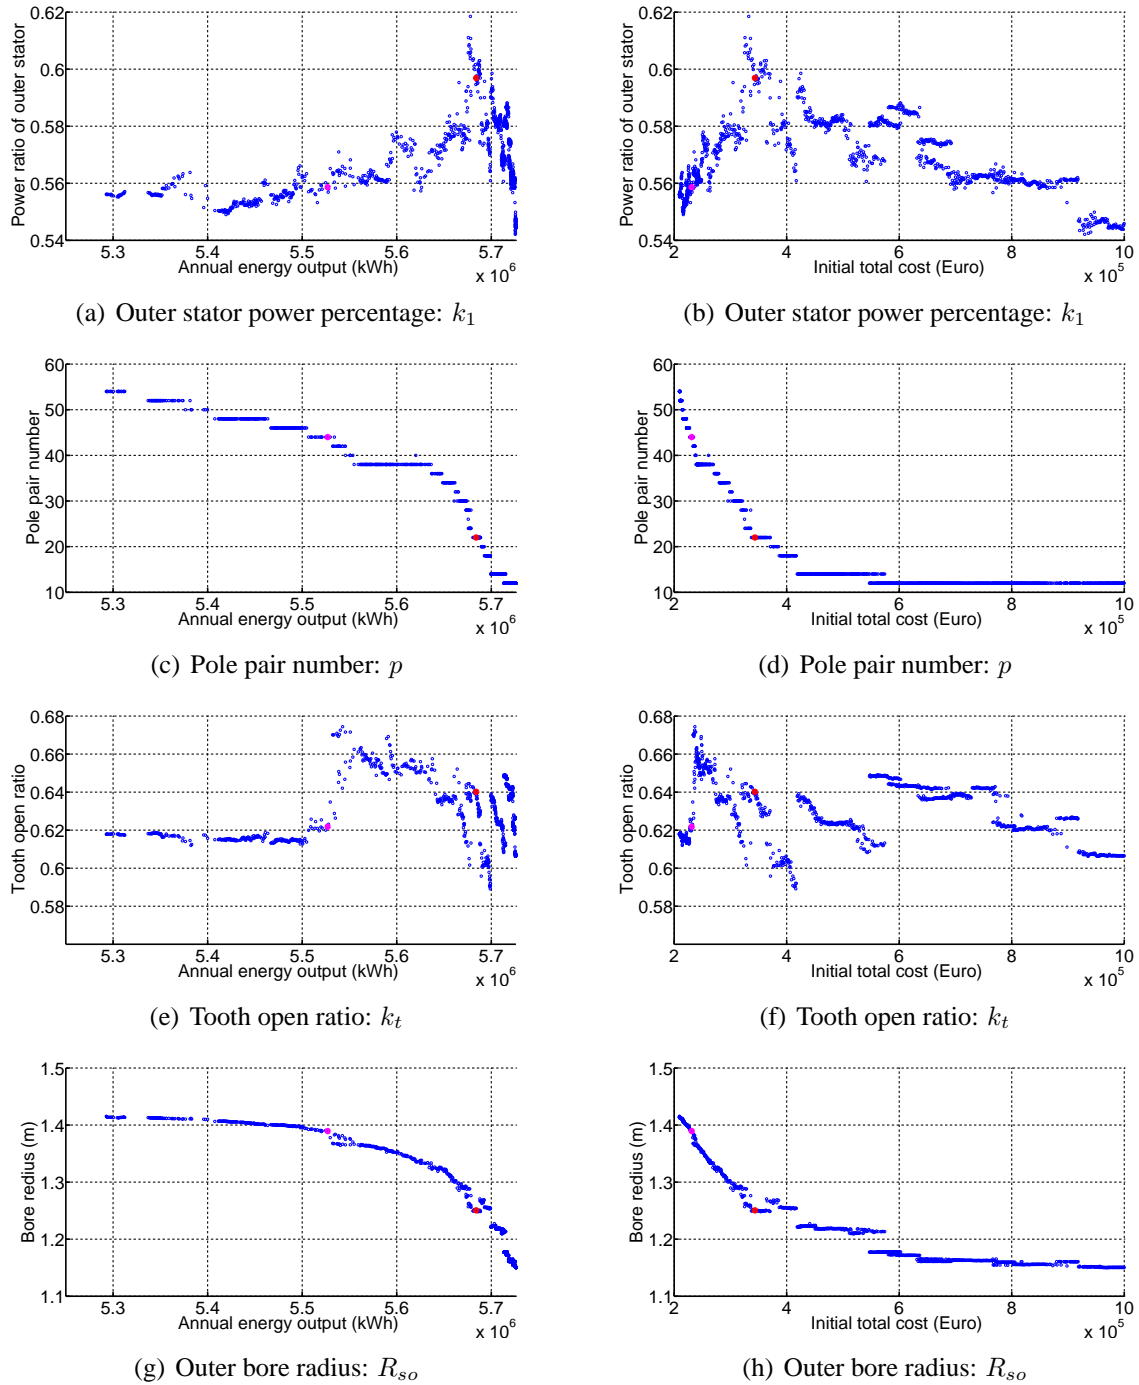 0.62
0.6
0.58
0.56
0.54
Power ratio of outer stator
5.3 5.4 5.5 5.6 5.7
Annual energy output (kWh)
x 10^6
(a) Outer stator power percentage: k_1
0.62
0.6
0.58
0.56
0.54
Power ratio of outer stator
2 4 6 8 10
Initial total cost (Euro)
x 10^5
(b) Outer stator power percentage: k_1
60
50
40
30
20
10
Pole pair number
5.3 5.4 5.5 5.6 5.7
Annual energy output (kWh)
x 10^6
(c) Pole pair number: p
60
50
40
30
20
10
Pole pair number
2 4 6 8 10
Initial total cost (Euro)
x 10^5
(d) Pole pair number: p
0.68
0.66
0.64
0.62
0.6
0.58
Tooth open ratio
5.3 5.4 5.5 5.6 5.7
Annual energy output (kWh)
x 10^6
(e) Tooth open ratio: k_t
0.68
0.66
0.64
0.62
0.6
0.58
Tooth open ratio
2 4 6 8 10
Initial total cost (Euro)
x 10^5
(f) Tooth open ratio: k_t
1.5
1.4
1.3
1.2
1.1
Bore redius (m)
5.3 5.4 5.5 5.6 5.7
Annual energy output (kWh)
x 10^6
(g) Outer bore radius: R_so
1.5
1.4
1.3
1.2
1.1
Bore redius (m)
2 4 6 8 10
Initial total cost (Euro)
x 10^5
(h) Outer bore radius: R_so